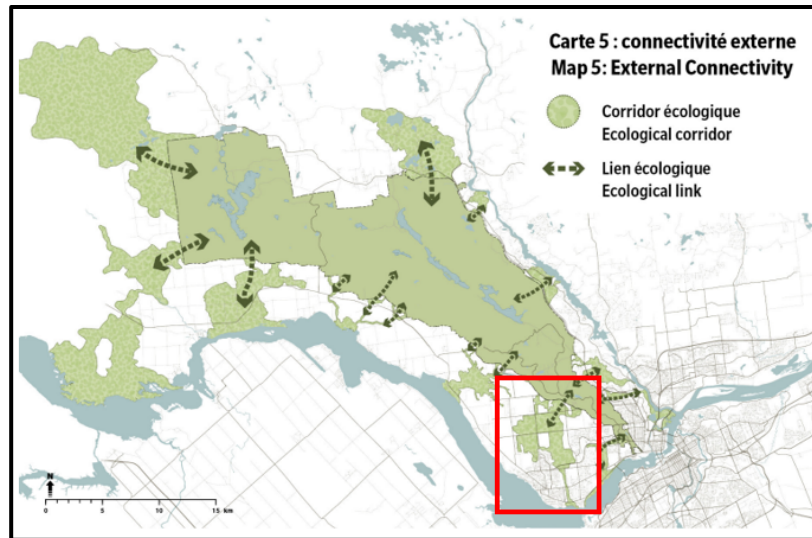 Carte 5 : connectivité externe
Map 5: External Connectivity
Corridor écologique
Ecological corridor
Lien écologique
Ecological link
N
0 5 10 15 km